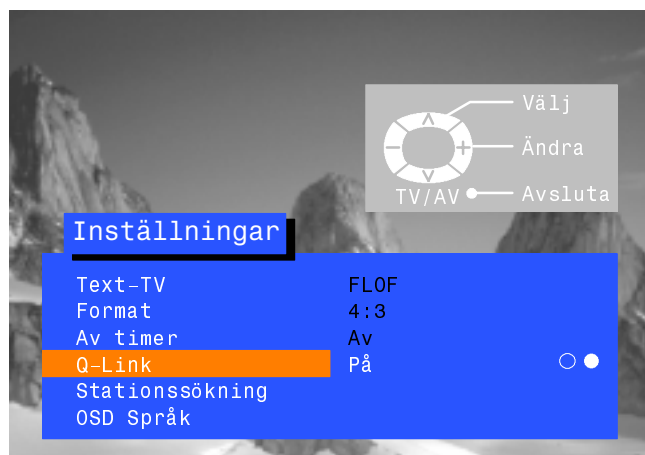 Välj
Ändra
TV/AV Avsluta
Inställningar
Text-TV FLOF
Format 4:3
Av timer Av
Q-Link På
Stationssökning
OSD Språk